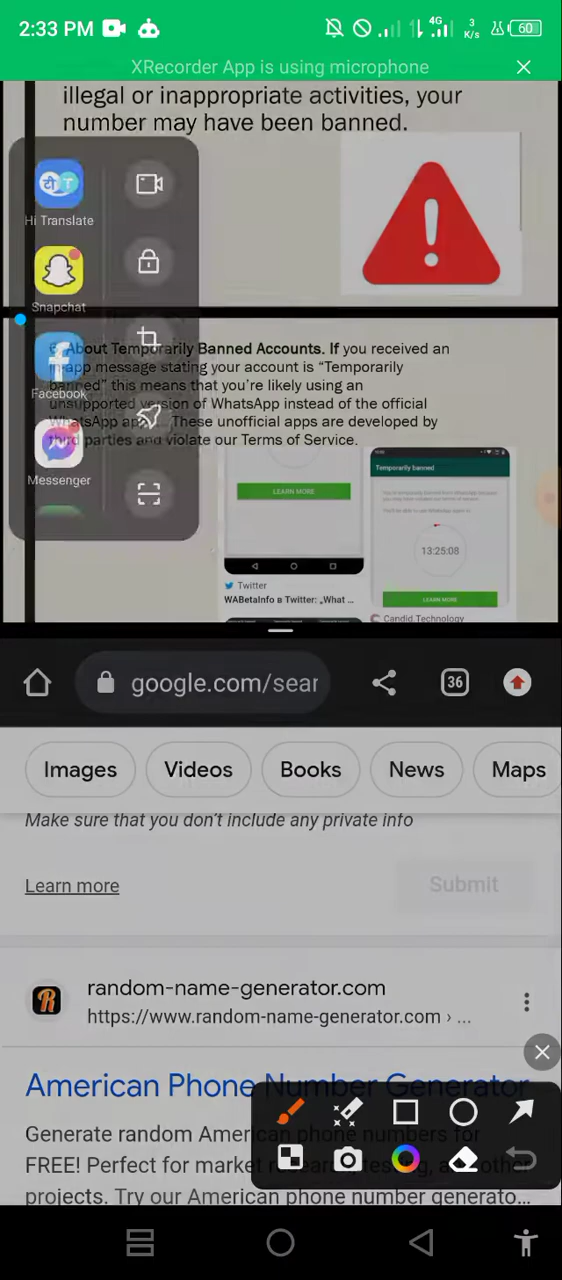 2:33 PM
4G
3
K/s
60
XRecorder App is using microphone
illegal or inappropriate activities, your
number may have been banned.
Hi Translate
Snapchat
Facebook
Messenger
About Temporarily Banned Accounts. If you received an
in-app message stating your account is “Temporarily
banned” this means that you’re likely using an
unsupported version of WhatsApp instead of the official
WhatsApp app. These unofficial apps are developed by
third parties and violate our Terms of Service.
LEARN MORE
Temporarily banned
13:25:08
LEARN MORE
Twitter
WABetaInfo в Twitter: „What ...
Candid.Technology
google.com/sear
36
Images
Videos
Books
News
Maps
Make sure that you don’t include any private info
Learn more
Submit
random-name-generator.com
https://www.random-name-generator.com › ...
American Phone Number Generator
Generate random American phone numbers for
FREE! Perfect for market research, testing, and other
projects. Try our American phone number generato...